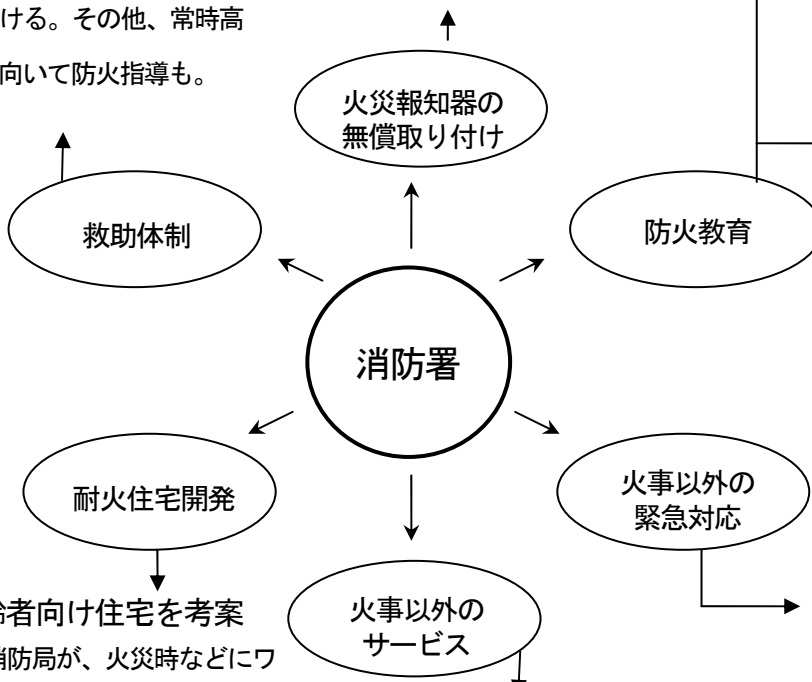 ける。その他、常時高
向いて防火指導も。
火災報知器の
無償取り付け
救助体制
防火教育
消防署
耐火住宅開発
火事以外の
緊急対応
齢者向け住宅を考案
消防局が、火災時などにワ
火事以外の
サービス